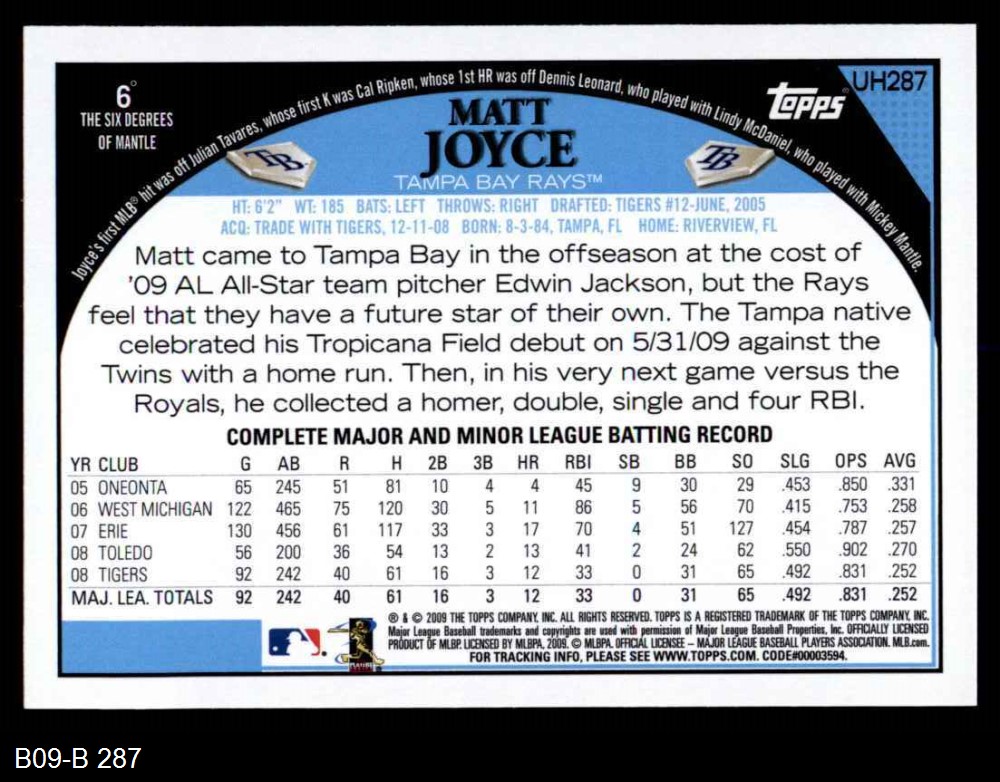 6°
THE SIX DEGREES
OF MANTLE
Joyce's first MLB® hit was off Julian Tavares, whose first K was Cal Ripken, whose 1st HR was off Dennis Leonard, who played with Lindy McDaniel, who played with Mickey Mantle.
topps®
UH287
MATT
JOYCE
TB
TB
TAMPA BAY RAYS™
HT: 6'2" WT: 185 BATS: LEFT THROWS: RIGHT DRAFTED: TIGERS #12-JUNE, 2005
ACQ: TRADE WITH TIGERS, 12-11-08 BORN: 8-3-84, TAMPA, FL HOME: RIVERVIEW, FL
Matt came to Tampa Bay in the offseason at the cost of
'09 AL All-Star team pitcher Edwin Jackson, but the Rays
feel that they have a future star of their own. The Tampa native
celebrated his Tropicana Field debut on 5/31/09 against the
Twins with a home run. Then, in his very next game versus the
Royals, he collected a homer, double, single and four RBI.
COMPLETE MAJOR AND MINOR LEAGUE BATTING RECORD
YR CLUB G AB R H 2B 3B HR RBI SB BB SO SLG OPS AVG
05 ONEONTA 65 245 51 81 10 4 4 45 9 30 29 .453 .850 .331
06 WEST MICHIGAN 122 465 75 120 30 5 11 86 5 56 70 .415 .753 .258
07 ERIE 130 456 61 117 33 3 17 70 4 51 127 .454 .787 .257
08 TOLEDO 56 200 36 54 13 2 13 41 2 24 62 .550 .902 .270
08 TIGERS 92 242 40 61 16 3 12 33 0 31 65 .492 .831 .252
MAJ. LEA. TOTALS 92 242 40 61 16 3 12 33 0 31 65 .492 .831 .252
® & © 2009 THE TOPPS COMPANY, INC. ALL RIGHTS RESERVED. TOPPS IS A REGISTERED TRADEMARK OF THE TOPPS COMPANY, INC.
Major League Baseball trademarks and copyrights are used with permission of Major League Baseball Properties, Inc. OFFICIALLY LICENSED
PRODUCT OF MLBP. LICENSED BY MLBPA, 2009. © MLBPA. OFFICIAL LICENSEE – MAJOR LEAGUE BASEBALL PLAYERS ASSOCIATION. MLB.com.
FOR TRACKING INFO, PLEASE SEE WWW.TOPPS.COM. CODE#00003594.
B09-B 287